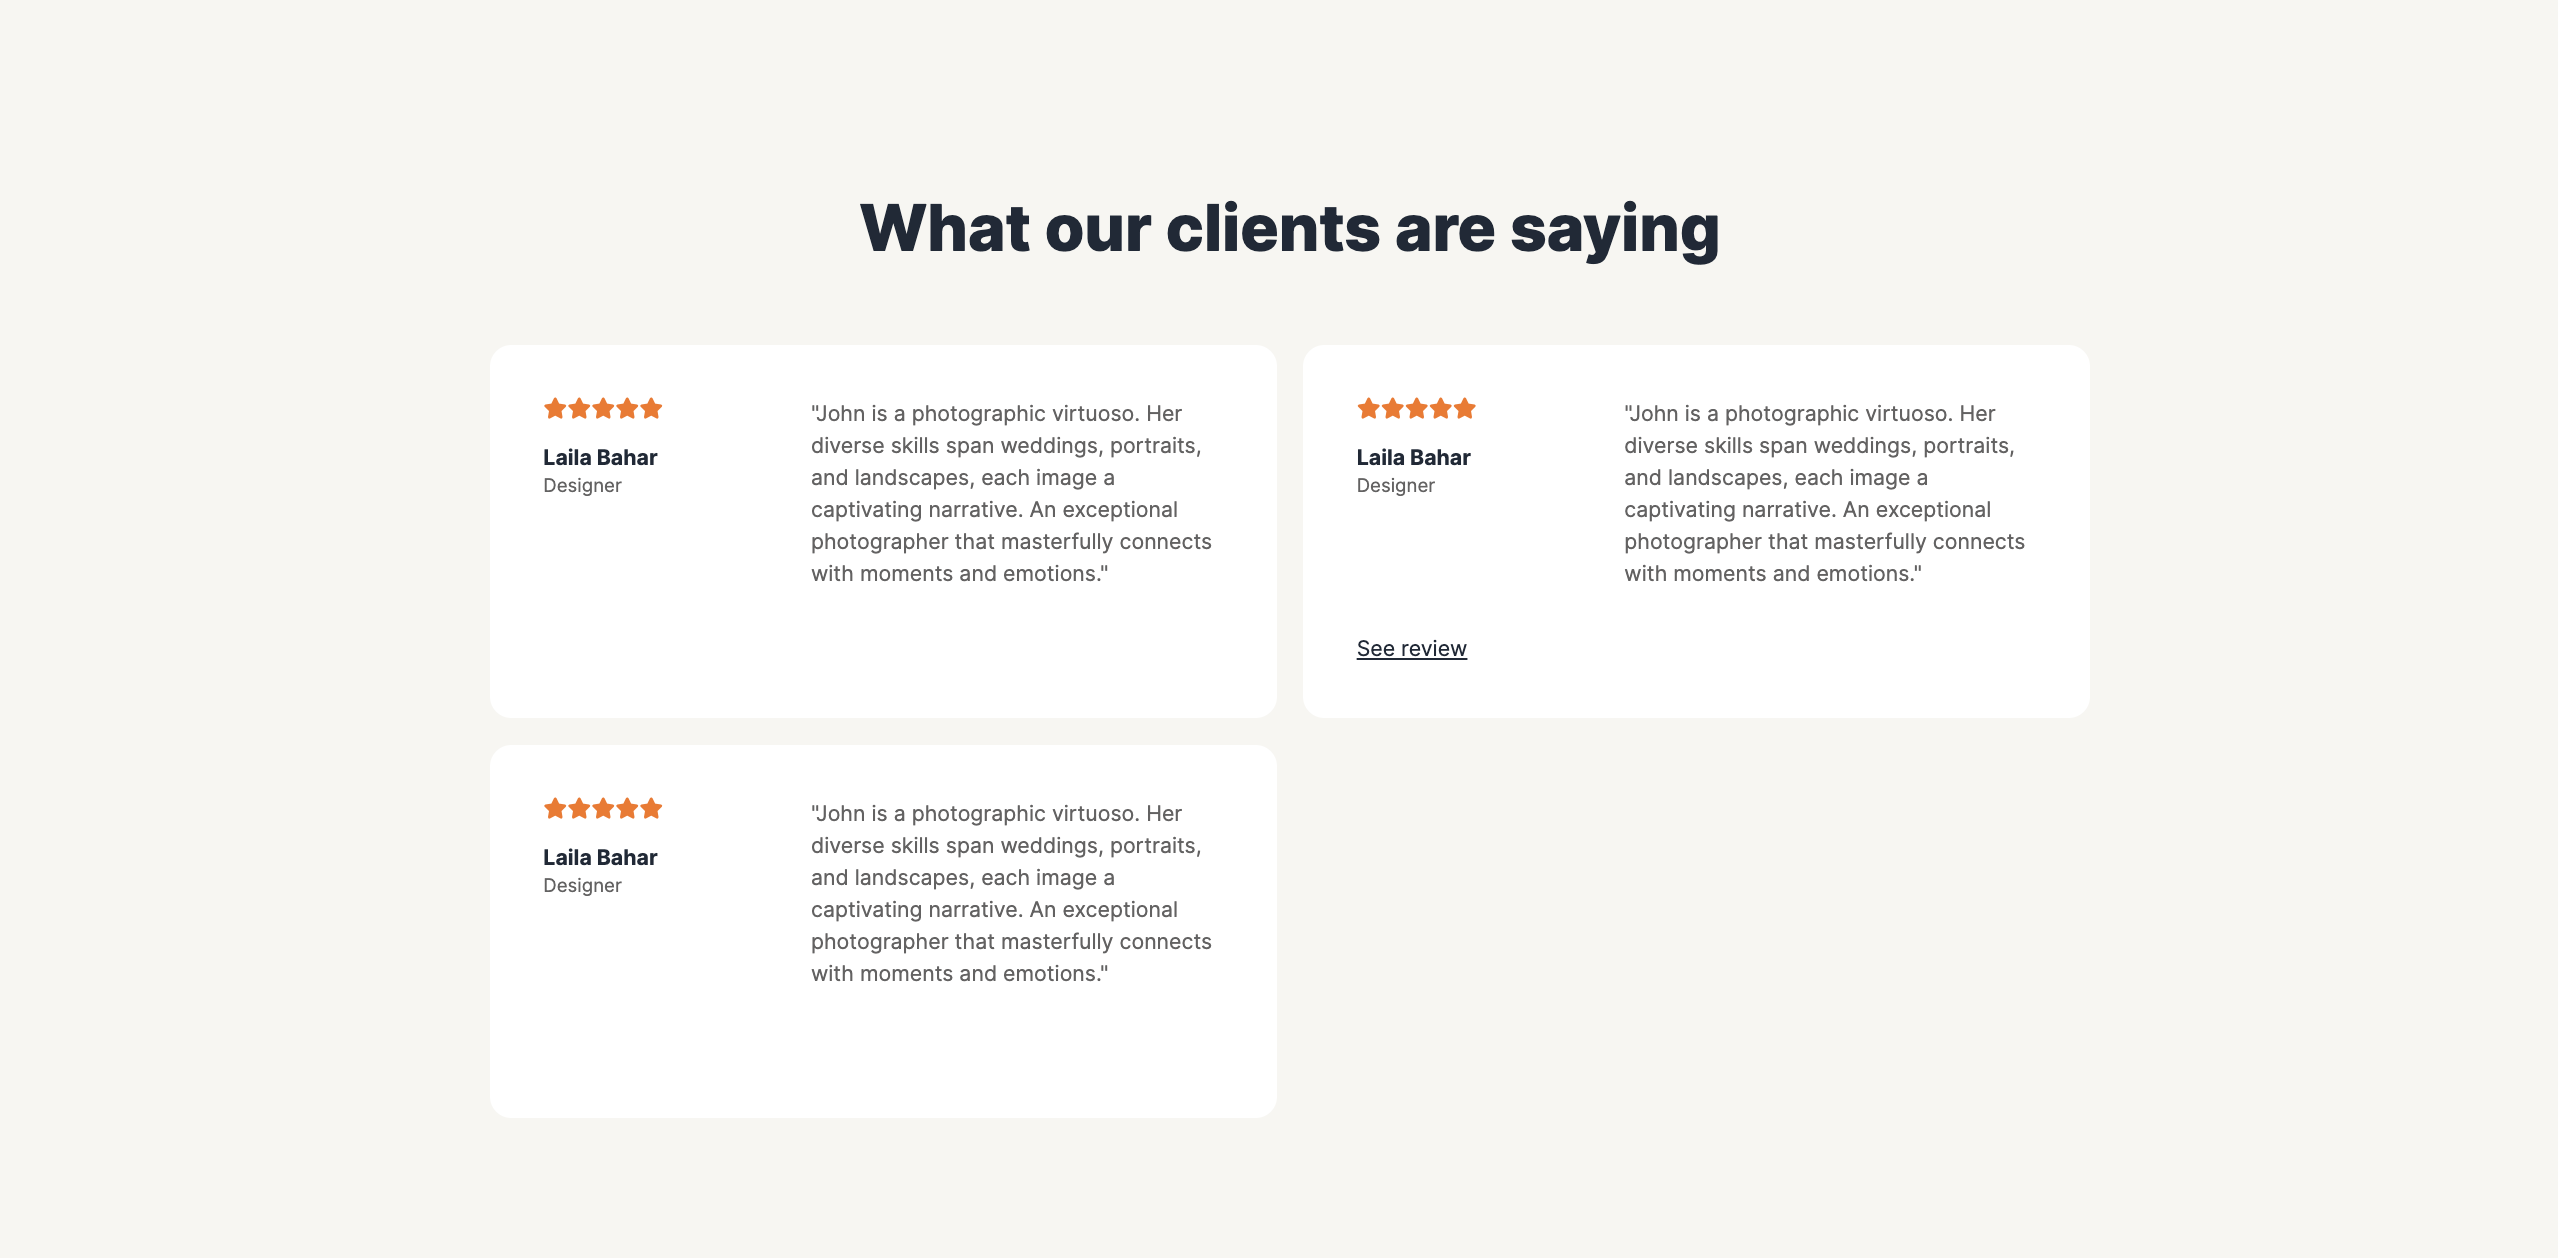 What our clients are saying
Laila Bahar
Designer
"John is a photographic virtuoso. Her
diverse skills span weddings, portraits,
and landscapes, each image a
captivating narrative. An exceptional
photographer that masterfully connects
with moments and emotions."
Laila Bahar
Designer
"John is a photographic virtuoso. Her
diverse skills span weddings, portraits,
and landscapes, each image a
captivating narrative. An exceptional
photographer that masterfully connects
with moments and emotions."
See review
Laila Bahar
Designer
"John is a photographic virtuoso. Her
diverse skills span weddings, portraits,
and landscapes, each image a
captivating narrative. An exceptional
photographer that masterfully connects
with moments and emotions."